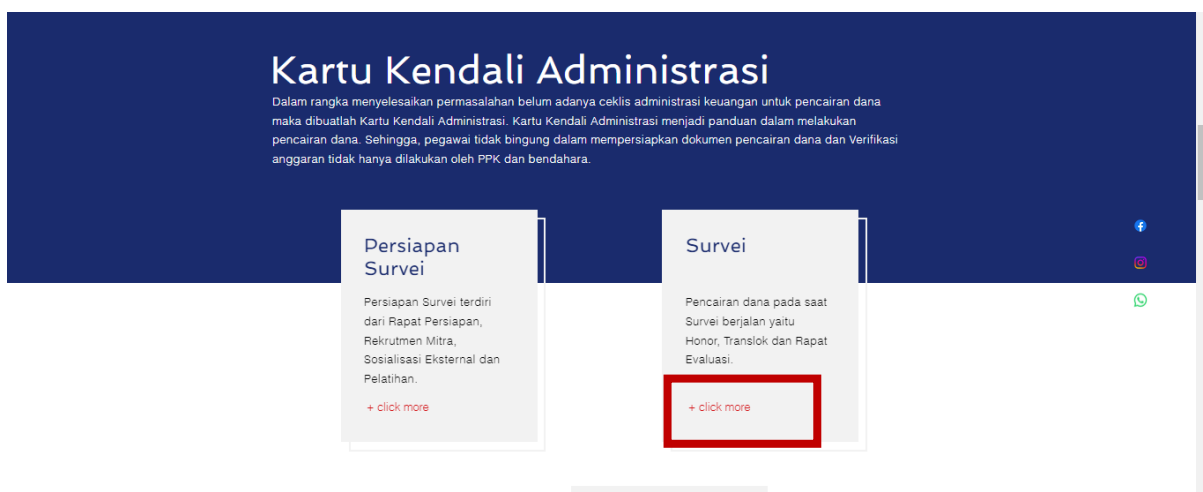 Kartu Kendali Administrasi
Dalam rangka menyelesaikan permasalahan belum adanya ceklis administrasi keuangan untuk pencairan dana
maka dibuatlah Kartu Kendali Administrasi. Kartu Kendali Administrasi menjadi panduan dalam melakukan
pencairan dana. Sehingga, pegawai tidak bingung dalam mempersiapkan dokumen pencairan dana dan Verifikasi
anggaran tidak hanya dilakukan oleh PPK dan bendahara.
Persiapan
Survei
Persiapan Survei terdiri
dari Rapat Persiapan,
Rekrutmen Mitra,
Sosialisasi Eksternal dan
Pelatihan.
+ click more
Survei
Pencairan dana pada saat
Survei berjalan yaitu
Honor, Translok dan Rapat
Evaluasi.
+ click more